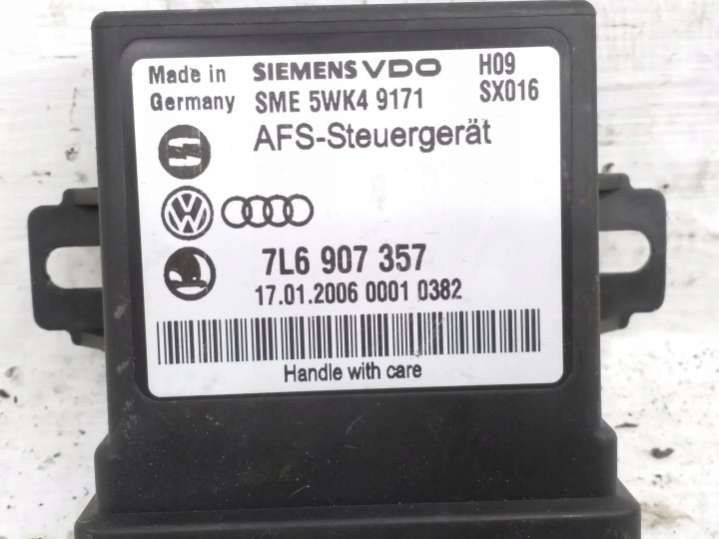 Made in SIEMENS VDO H09
Germany SME 5WK4 9171 SX016
AFS-Steuergerät
7L6 907 357
17.01.2006 0001 0382
Handle with care